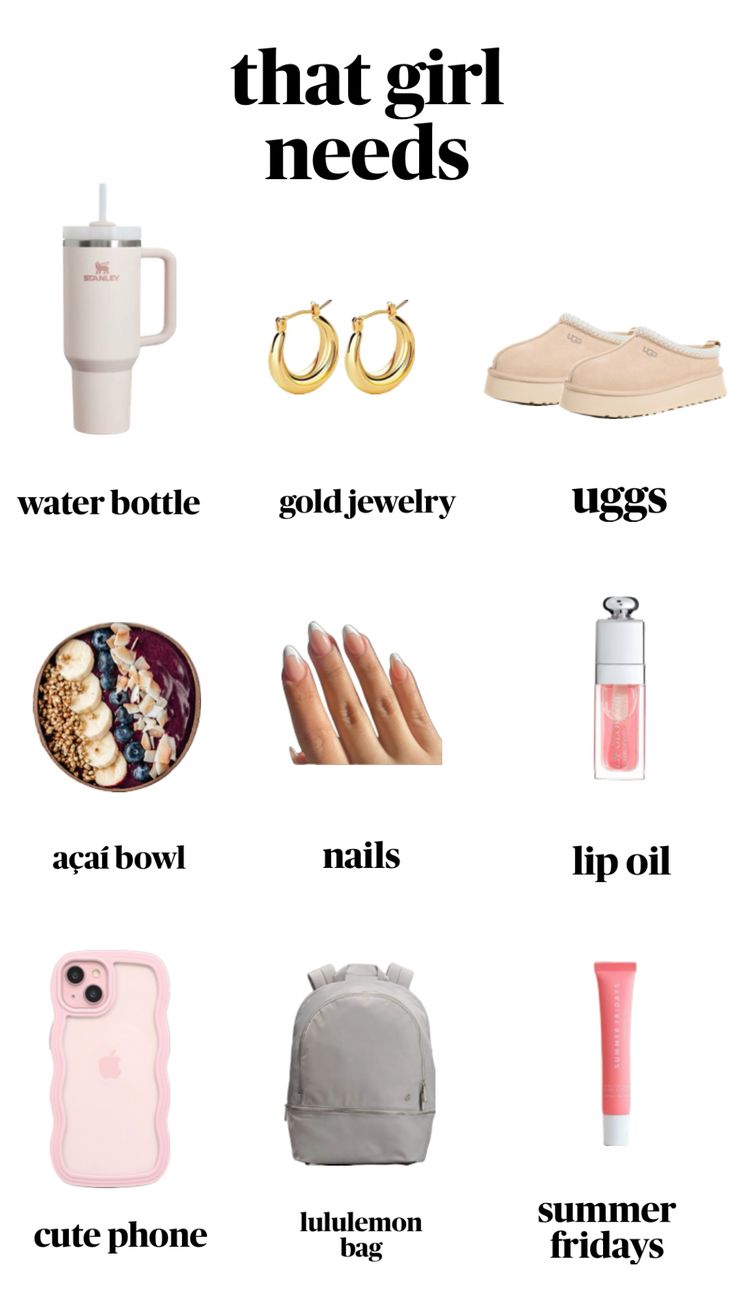 that girl
needs
STANLEY
UGG
UGG
water bottle
gold jewelry
uggs
açaí bowl
nails
lip oil
SUMMER FRIDAYS
cute phone
lululemon
bag
summer
fridays